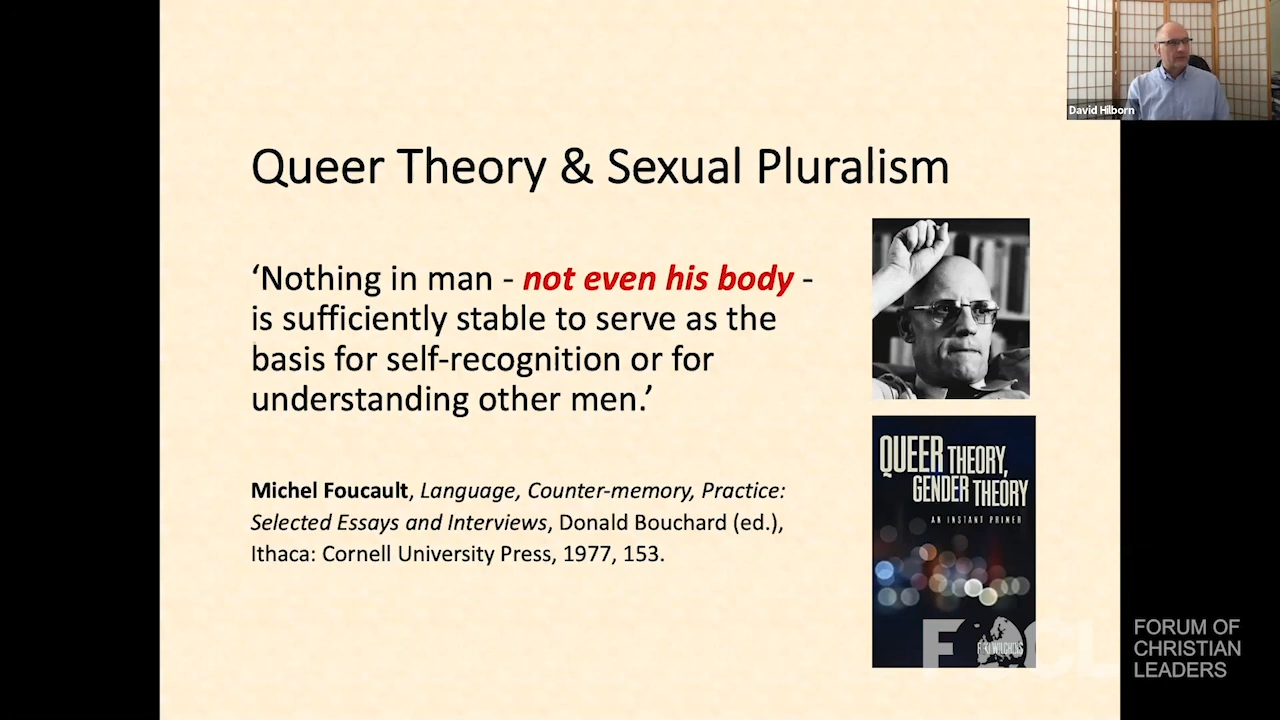 David Hilborn
Queer Theory & Sexual Pluralism
‘Nothing in man - not even his body -
is sufficiently stable to serve as the
basis for self-recognition or for
understanding other men.’
Michel Foucault, Language, Counter-memory, Practice:
Selected Essays and Interviews, Donald Bouchard (ed.),
Ithaca: Cornell University Press, 1977, 153.
QUEER THEORY,
GENDER THEORY
AN INSTANT PRIMER
FOCL
FORUM OF
CHRISTIAN
LEADERS